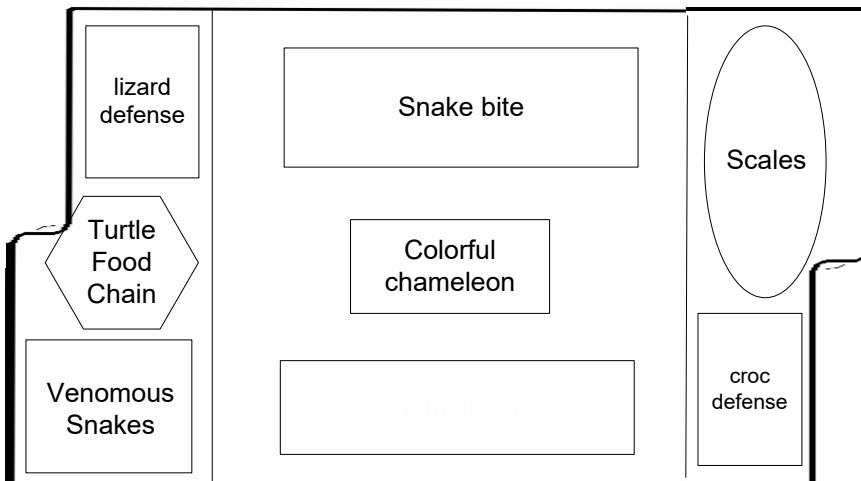 lizard
defense
Snake bite
Scales
Turtle
Food
Chain
Colorful
chameleon
Venomous
Snakes
croc
defense